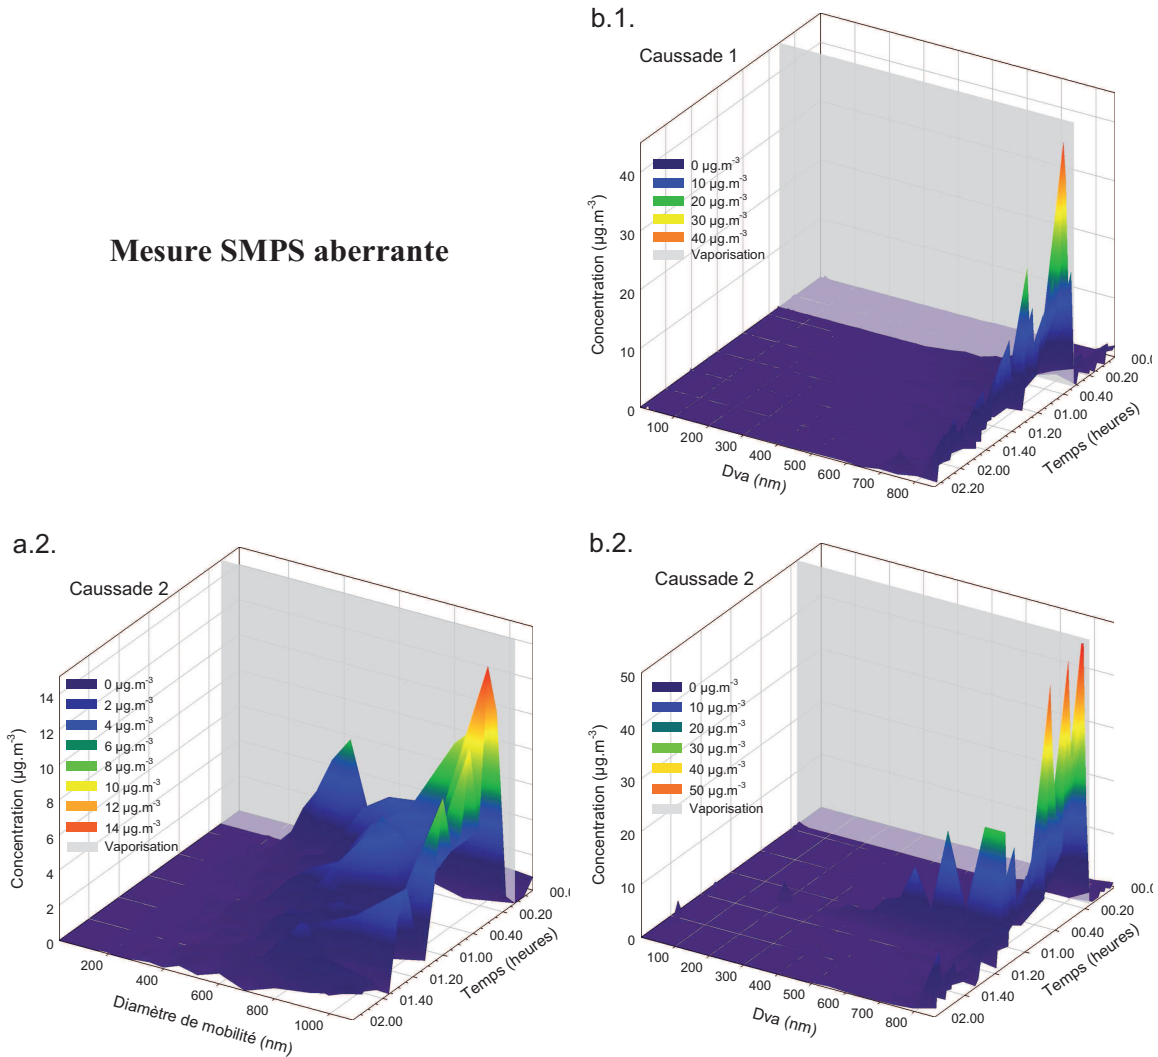 b.1.
Caussade 1
Concentration (µg.m-3)
40
30
20
10
0
0 µg.m-3
10 µg.m-3
20 µg.m-3
30 µg.m-3
40 µg.m-3
Vaporisation
100
200
300
400
500
600
700
800
Dva (nm)
00.0
00.20
00.40
01.00
01.20
01.40
02.00
02.20
Temps (heures)
Mesure SMPS aberrante
a.2.
Caussade 2
Concentration (µg.m-3)
14
12
10
8
6
4
2
0
0 µg.m-3
2 µg.m-3
4 µg.m-3
6 µg.m-3
8 µg.m-3
10 µg.m-3
12 µg.m-3
14 µg.m-3
Vaporisation
200
400
600
800
1000
Diamètre de mobilité (nm)
00.0
00.20
00.40
01.00
01.20
01.40
02.00
Temps (heures)
b.2.
Caussade 2
Concentration (µg.m-3)
50
40
30
20
10
0
0 µg.m-3
10 µg.m-3
20 µg.m-3
30 µg.m-3
40 µg.m-3
50 µg.m-3
Vaporisation
100
200
300
400
500
600
700
800
Dva (nm)
00.0
00.20
00.40
01.00
01.20
01.40
02.00
Temps (heures)